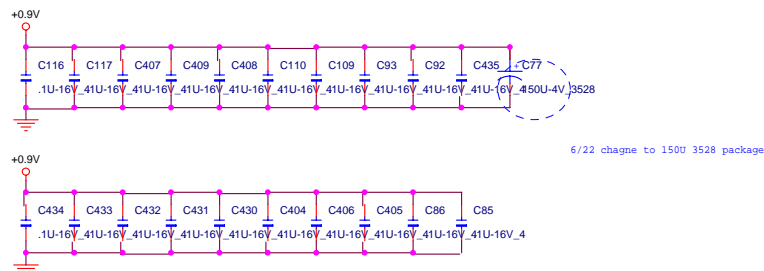 +0.9V
C116 C117 C407 C409 C408 C110 C109 C93 C92 C435 + C77
.1U-16V_41U-16V_41U-16V_41U-16V_41U-16V_41U-16V_41U-16V_41U-16V_41U-16V_41U-16V_4 150U-4V_3528
6/22 chagne to 150U 3528 package
+0.9V
C434 C433 C432 C431 C430 C404 C406 C405 C86 C85
.1U-16V_41U-16V_41U-16V_41U-16V_41U-16V_41U-16V_41U-16V_41U-16V_41U-16V_41U-16V_4